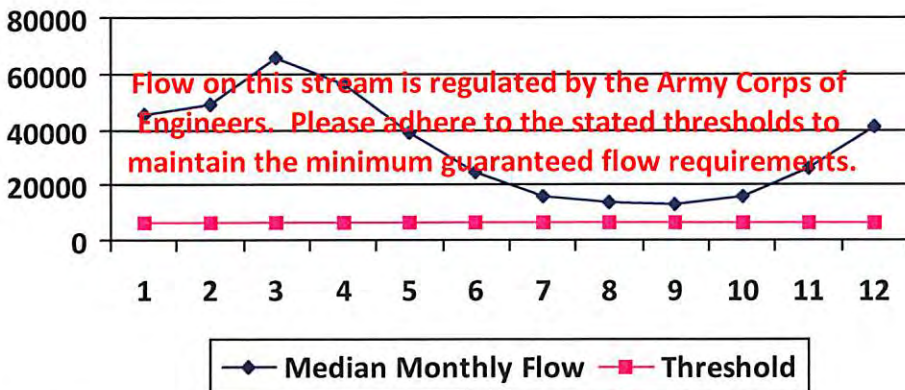 80000
60000
40000
20000
0
Flow on this stream is regulated by the Army Corps of
Engineers. Please adhere to the stated thresholds to
maintain the minimum guaranteed flow requirements.
1 2 3 4 5 6 7 8 9 10 11 12
Median Monthly Flow Threshold